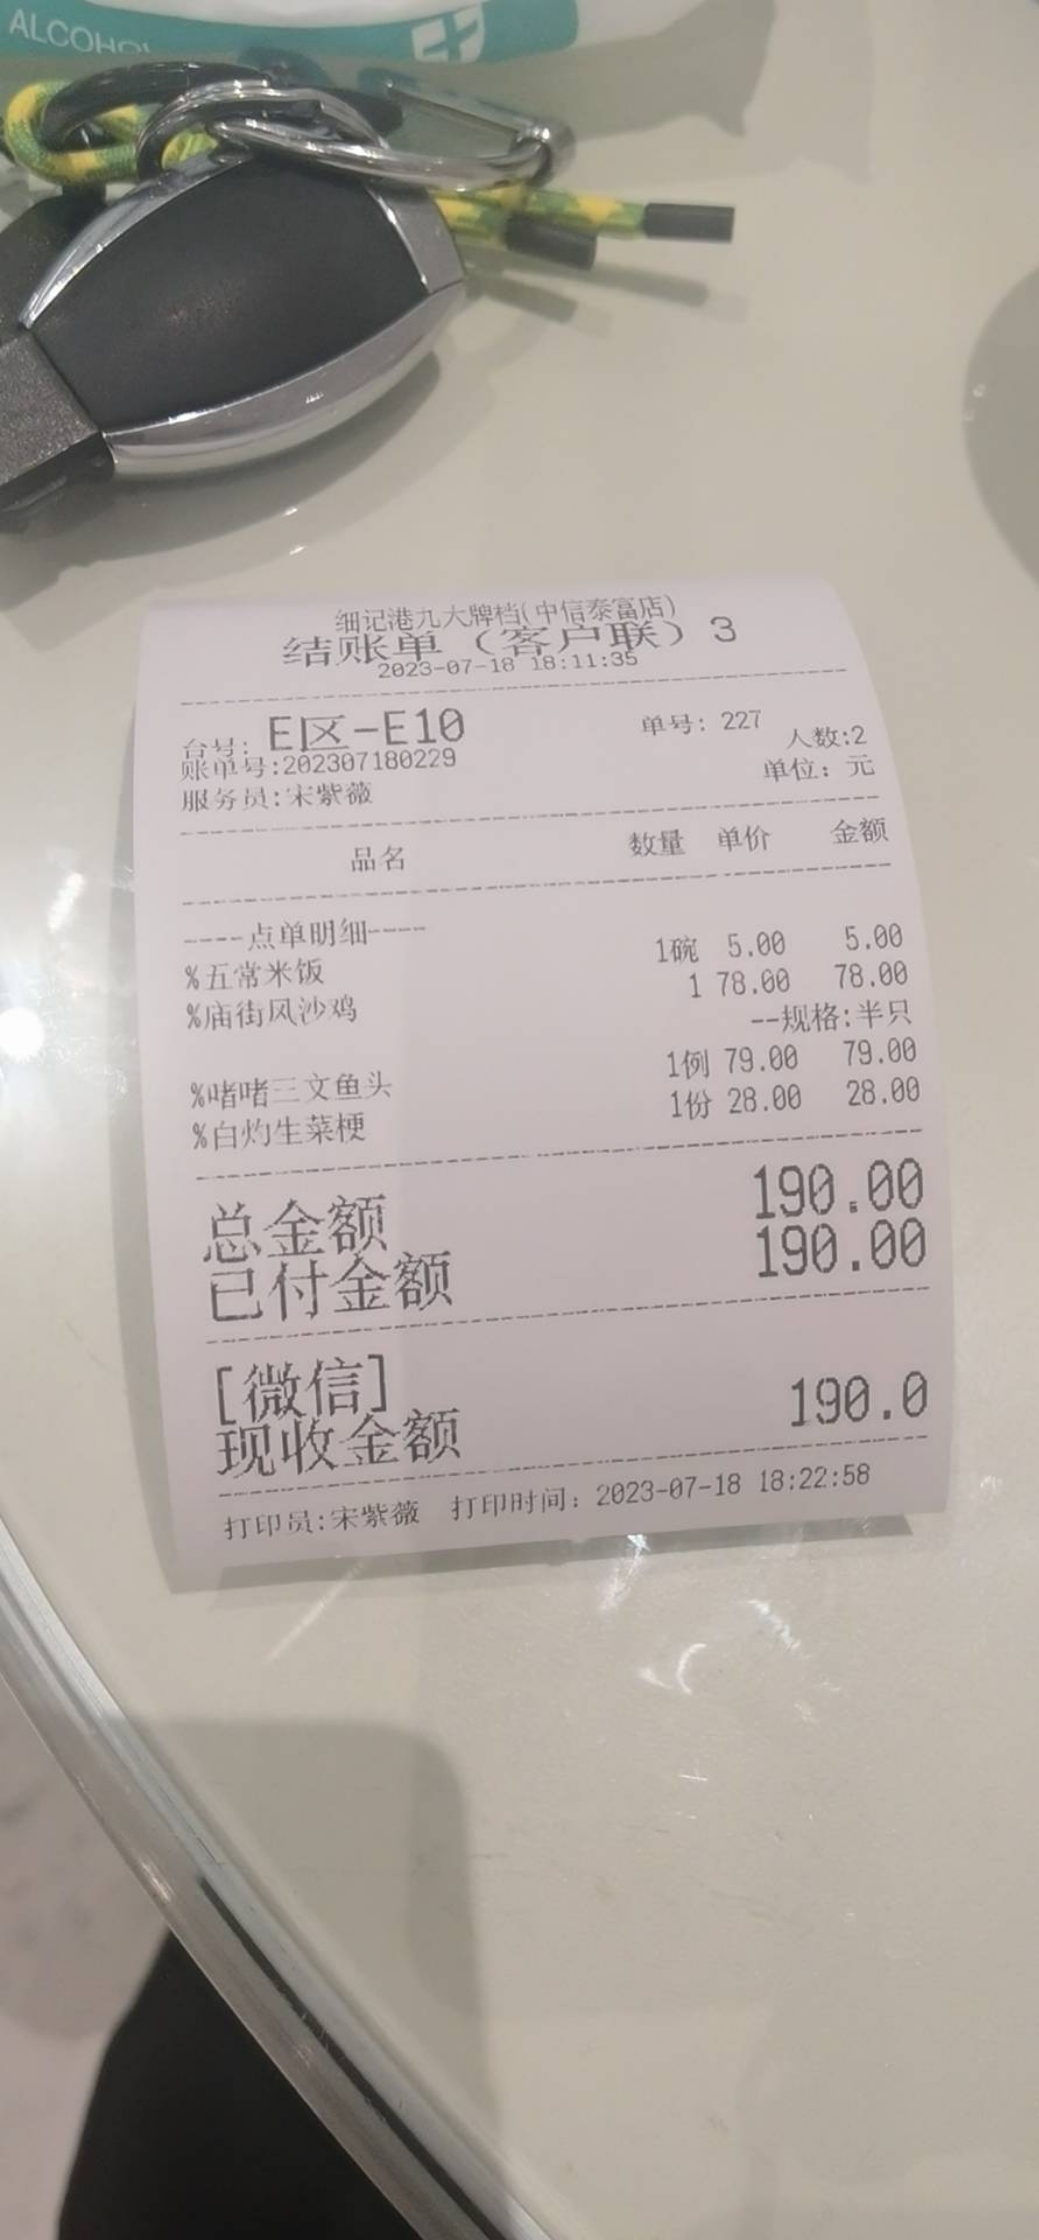 ALCOHOL
细记港九大牌档(中信泰富店)
结账单（客户联）3
2023-07-18 18:11:35
台号: E区-E10 单号: 227
人数:2
账单号:202307180229
单位: 元
服务员:宋紫薇
品名 数量 单价 金额
----点单明细----
%五常米饭 1碗 5.00 5.00
%庙街风沙鸡 1 78.00 78.00
--规格:半只
%啫啫三文鱼头 1例 79.00 79.00
%白灼生菜梗 1份 28.00 28.00
总金额 190.00
已付金额 190.00
[微信]
现收金额 190.0
打印员:宋紫薇 打印时间: 2023-07-18 18:22:58